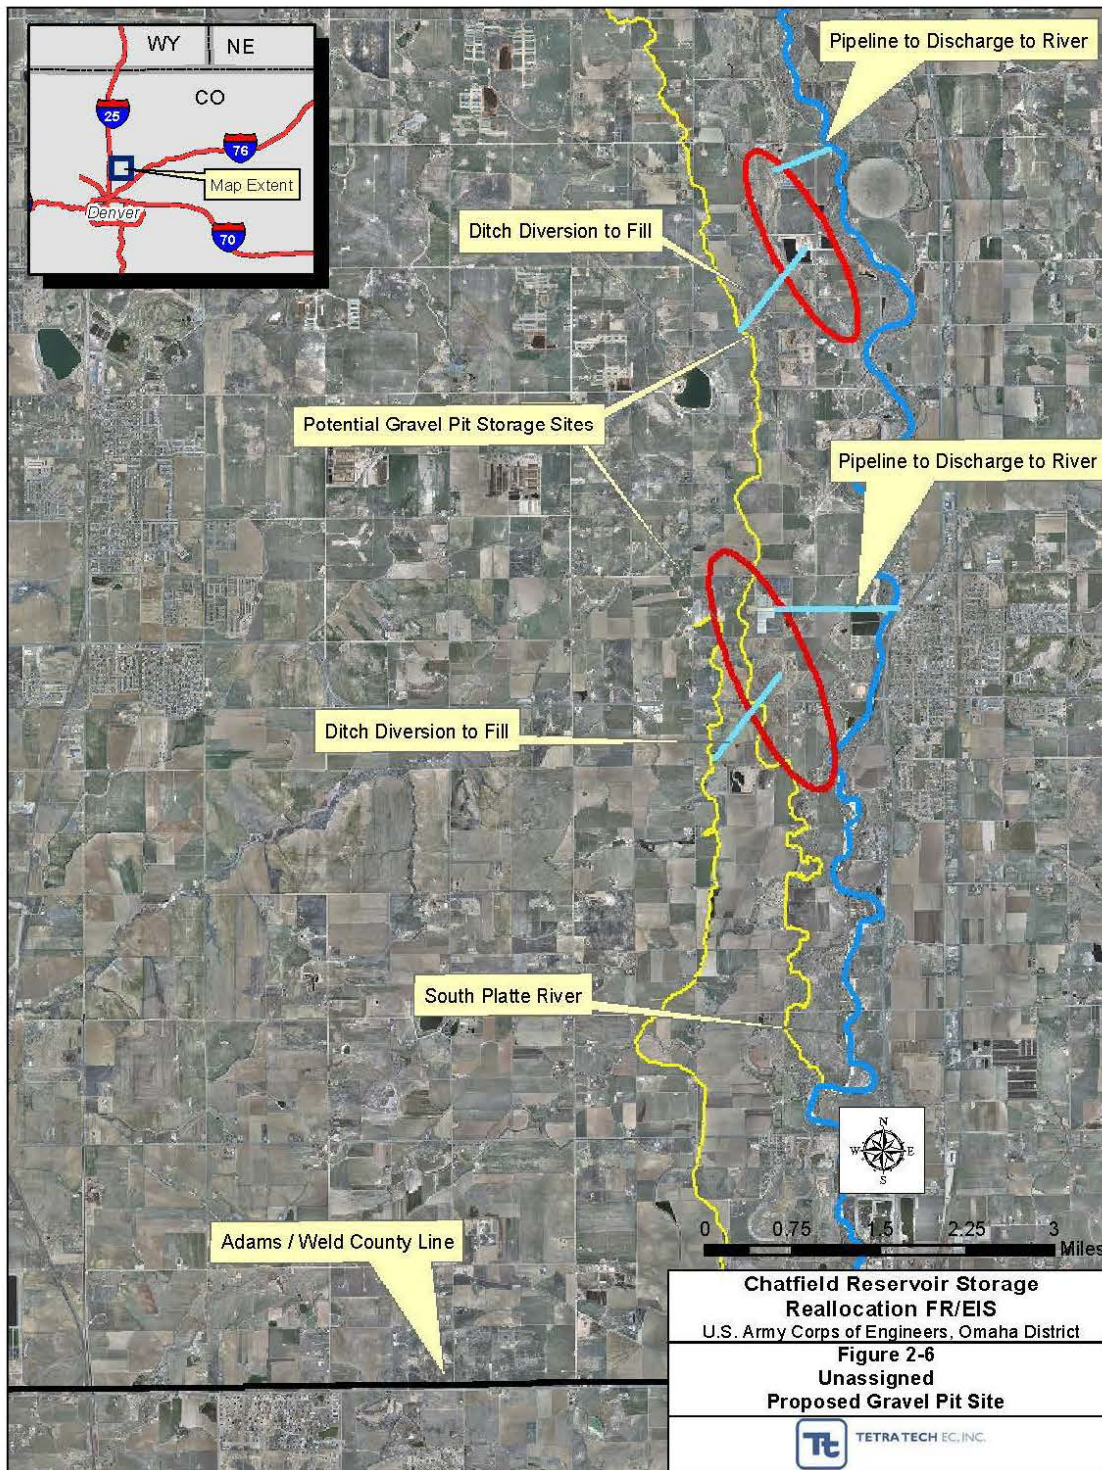 WY
NE
CO
25
76
Map Extent
Denver
70
Pipeline to Discharge to River
Ditch Diversion to Fill
Potential Gravel Pit Storage Sites
Pipeline to Discharge to River
Ditch Diversion to Fill
South Platte River
N
W E
S
Adams / Weld County Line
0 0.75 1.5 2.25 3
Miles
Chatfield Reservoir Storage
Reallocation FR/EIS
U.S. Army Corps of Engineers, Omaha District
Figure 2-6
Unassigned
Proposed Gravel Pit Site
Tt TETRA TECH EC, INC.